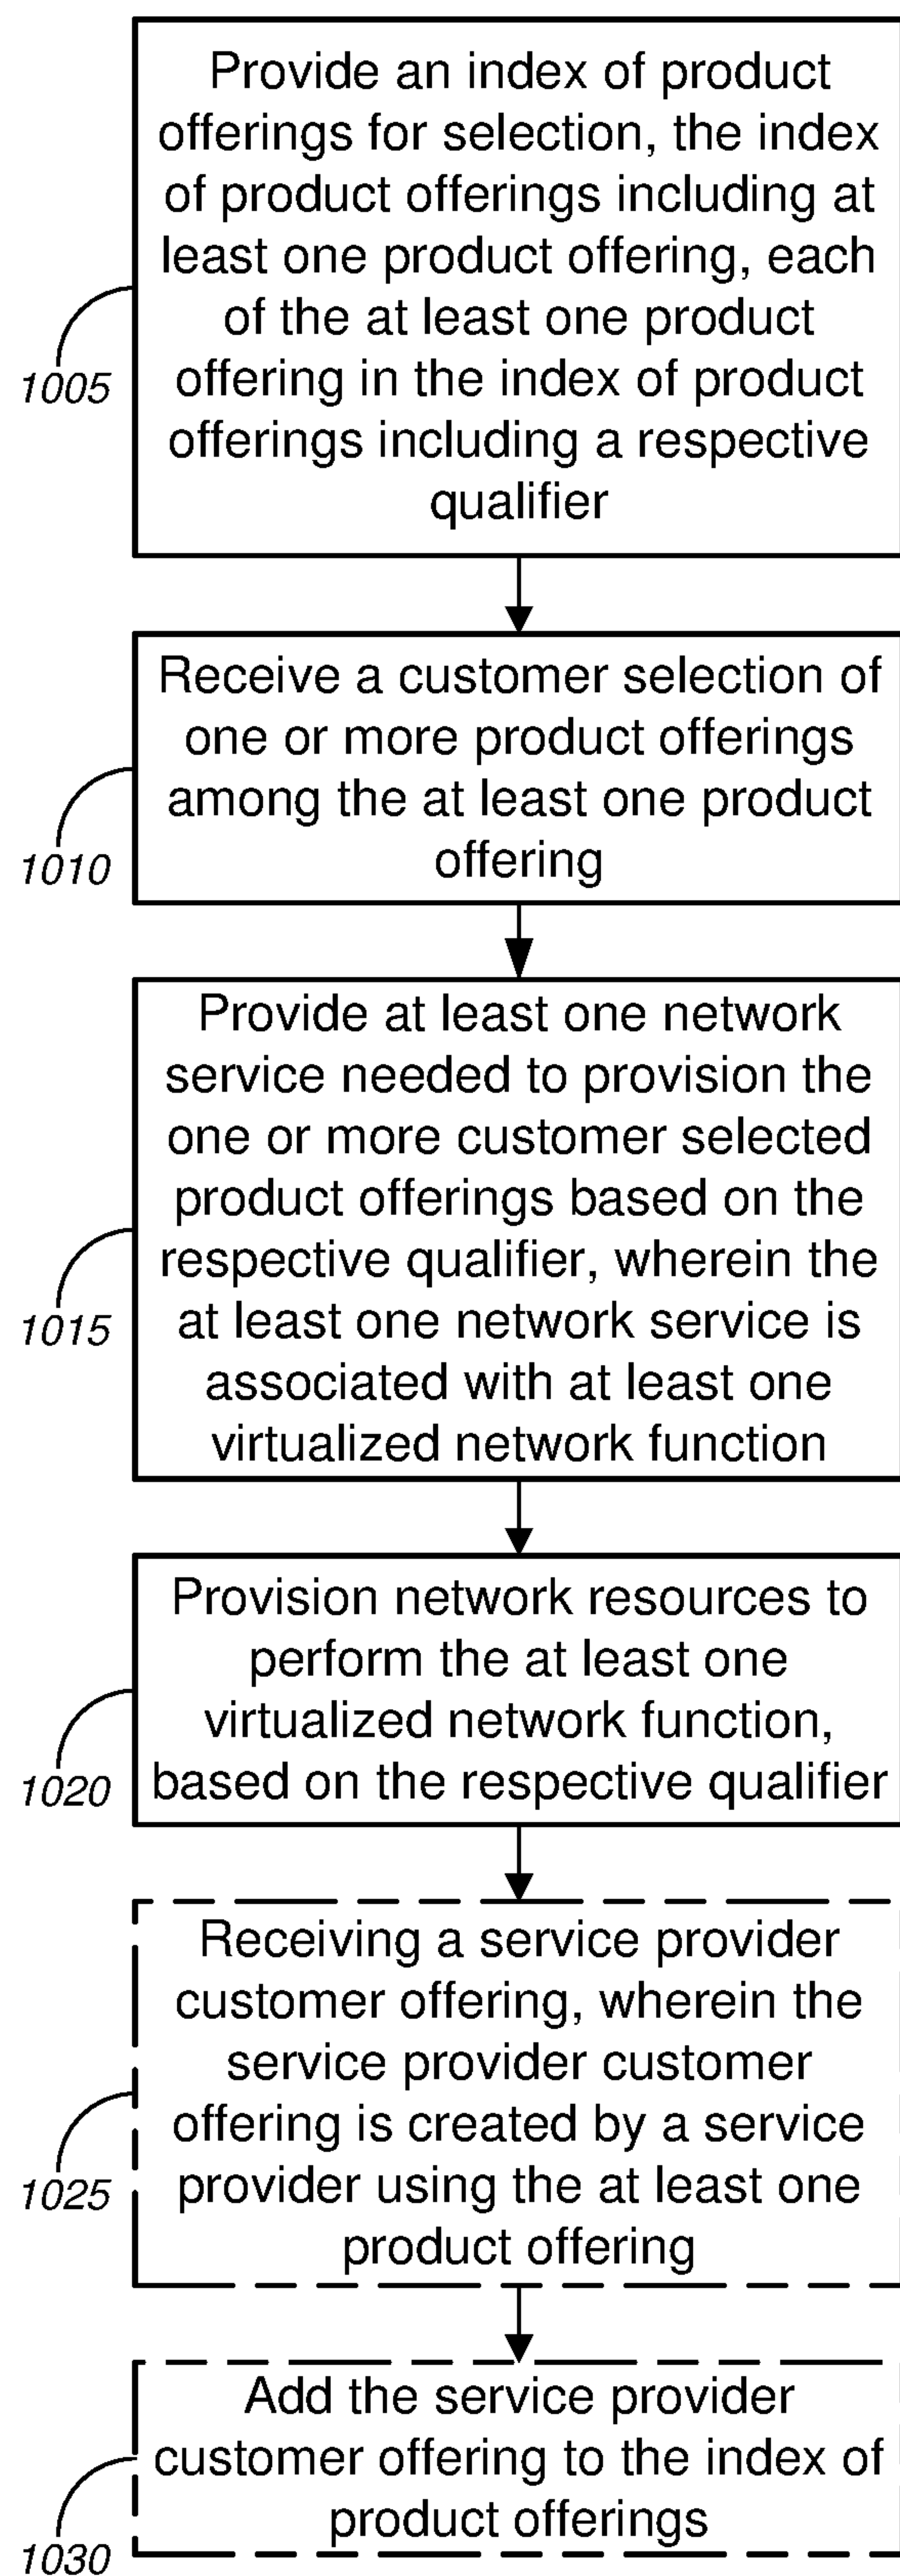 Provide an index of product
offerings for selection, the index
of product offerings including at
least one product offering, each
of the at least one product
offering in the index of product
offerings including a respective
qualifier
1005
Receive a customer selection of
one or more product offerings
among the at least one product
offering
1010
Provide at least one network
service needed to provision the
one or more customer selected
product offerings based on the
respective qualifier, wherein the
at least one network service is
associated with at least one
virtualized network function
1015
Provision network resources to
perform the at least one
virtualized network function,
based on the respective qualifier
1020
Receiving a service provider
customer offering, wherein the
service provider customer
offering is created by a service
provider using the at least one
product offering
1025
Add the service provider
customer offering to the index of
product offerings
1030